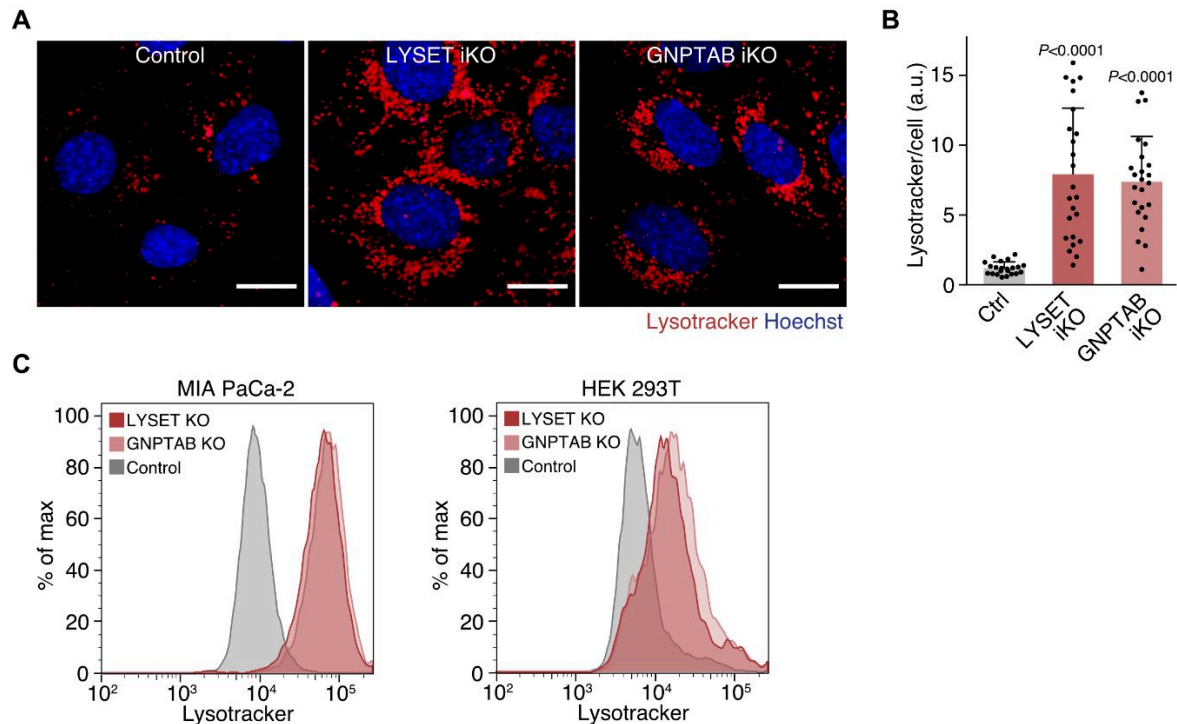 A
Control
LYSET iKO
GNPTAB iKO
Lysotracker Hoechst
B
Lysotracker/cell (a.u.)
15
10
5
0
P<0.0001
P<0.0001
Ctrl
LYSET iKO
GNPTAB iKO
C
MIA PaCa-2
% of max
100
80
60
40
20
0
LYSET KO
GNPTAB KO
Control
10² 10³ 10⁴ 10⁵
Lysotracker
HEK 293T
% of max
100
80
60
40
20
0
LYSET KO
GNPTAB KO
Control
10² 10³ 10⁴ 10⁵
Lysotracker